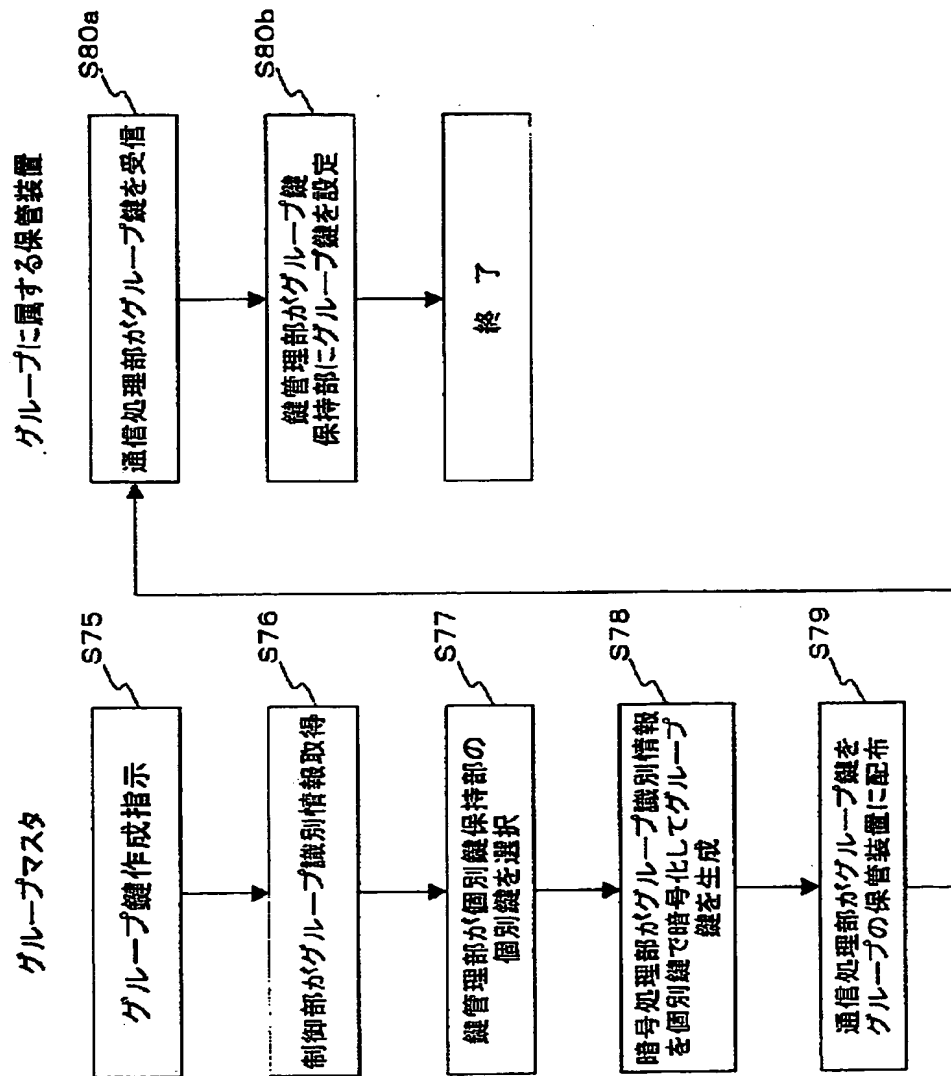 グループマスタ
グループ鍵作成指示
S75
制御部がグループ識別情報取得
S76
鍵管理部が個別鍵保持部の
個別鍵を選択
S77
暗号処理部がグループ識別情報
を個別鍵で暗号化してグループ
鍵を生成
S78
通信処理部がグループ鍵を
グループの保管装置に配布
S79
グループに属する保管装置
通信処理部がグループ鍵を受信
S80a
鍵管理部がグループ鍵
保持部にグループ鍵を設定
S80b
終 了